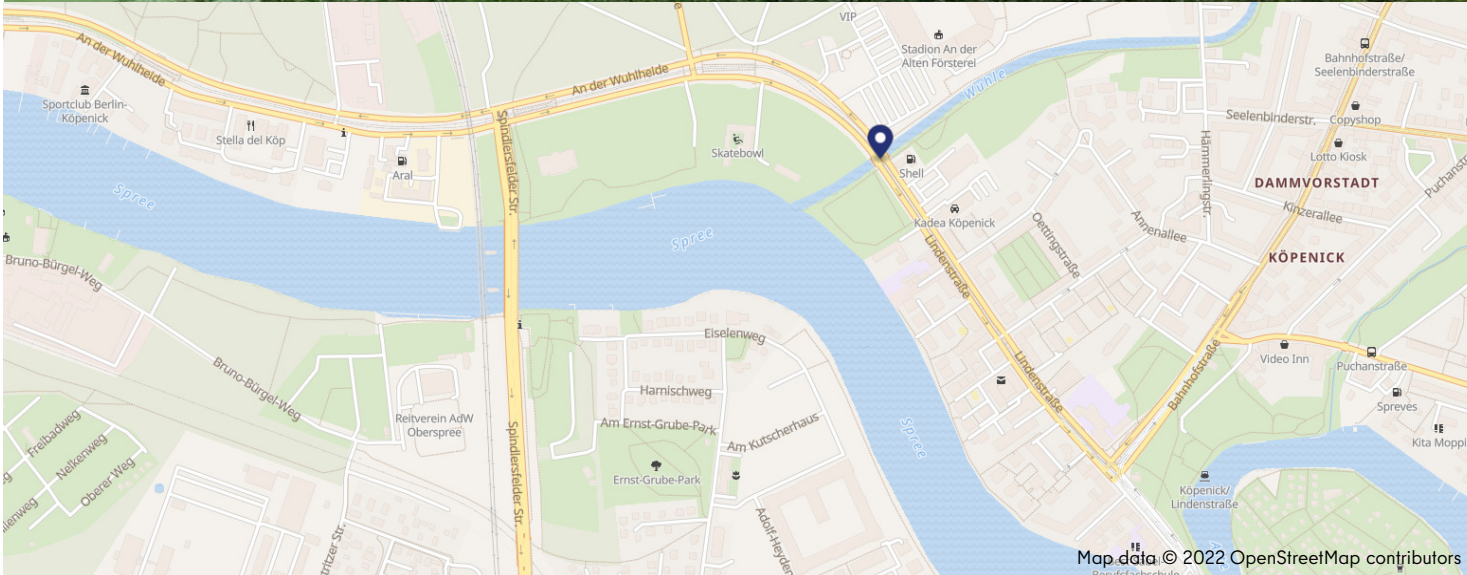 VIP
Stadion An der
Alten Försterei
Bahnhofstraße/
Seelenbinderstraße
An der Wuhlheide
An der Wuhlheide
Wuhle
Sportclub Berlin-
Köpenick
Stella del Köp
Aral
Spindlersfelder Str.
Skatebowl
Shell
Kadea Köpenick
Seelenbinderstr.
Copyshop
Lotto Kiosk
Hämmerlingstr.
DAMMVORSTADT
Puchanstr
Kinzerallee
Annenallee
Oettingstraße
Lindenstraße
KÖPENICK
Spree
Spree
Bruno-Bürgel-Weg
Eiselenweg
Harnischweg
Am Ernst-Grube-Park
Am Kutscherhaus
Ernst-Grube-Park
Bruno-Bürgel-Weg
Reitverein AdW
Oberspree
Spindlersfelder Str.
Freibadweg
Nelkenweg
Oberer Weg
Spree
Lindenstraße
Bahnhofstraße
Video Inn
Puchanstraße
Spreves
Kita Moppi
Köpenick/
Lindenstraße
Adolf-Heyden
Map data © 2022 OpenStreetMap contributors